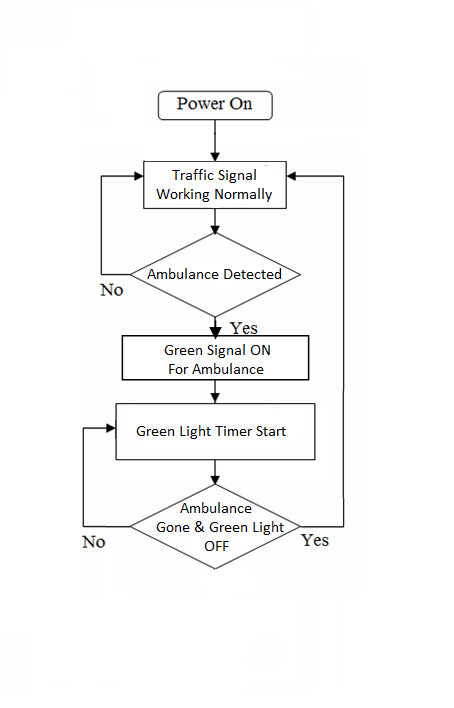 Power On
Traffic Signal
Working Normally
Ambulance Detected
No
Yes
Green Signal ON
For Ambulance
Green Light Timer Start
Ambulance
Gone & Green Light
OFF
No
Yes